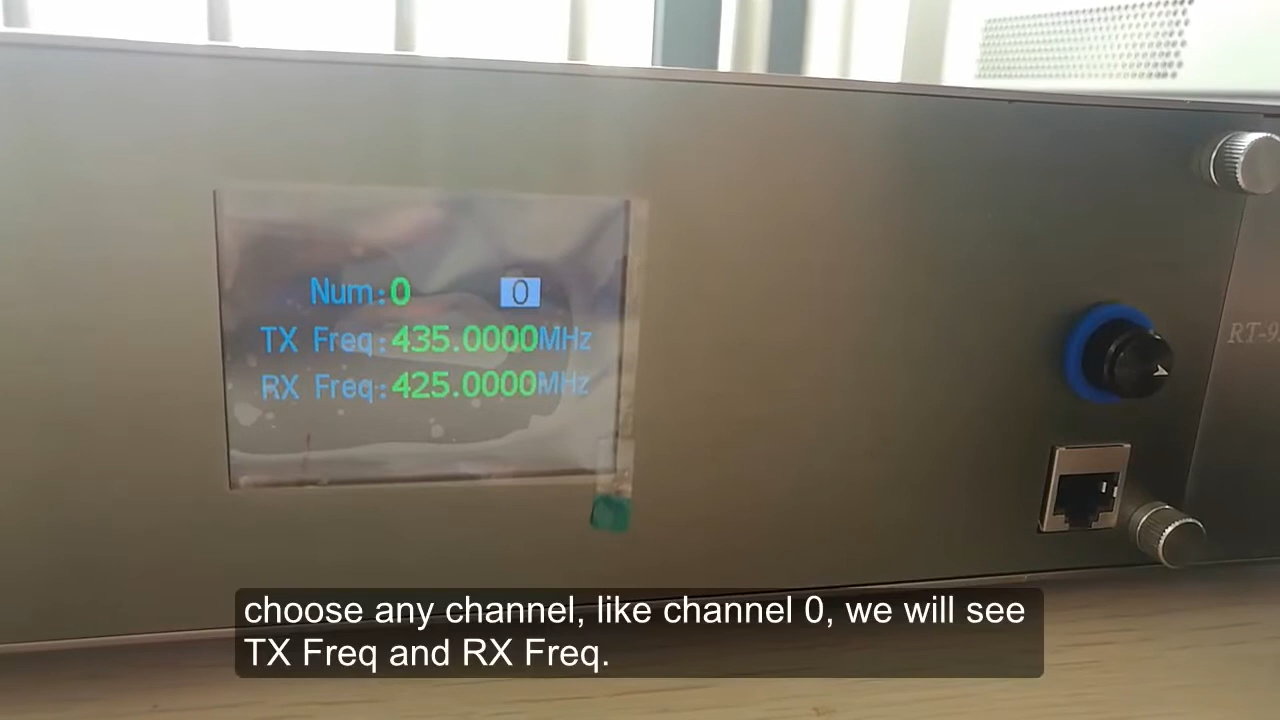 Num:0 0
TX Freq:435.0000MHz
RX Freq:425.0000MHz
choose any channel, like channel 0, we will see
TX Freq and RX Freq.